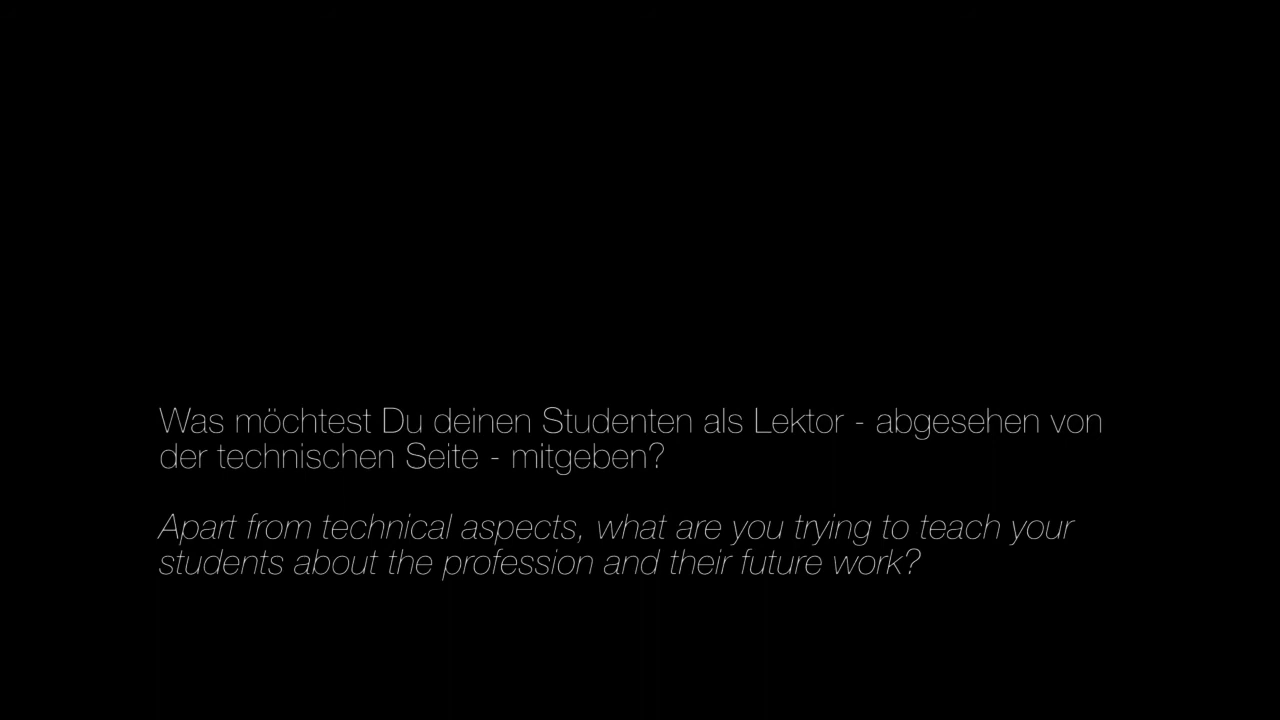 Was möchtest Du deinen Studenten als Lektor - abgesehen von
der technischen Seite - mitgeben?
Apart from technical aspects, what are you trying to teach your
students about the profession and their future work?